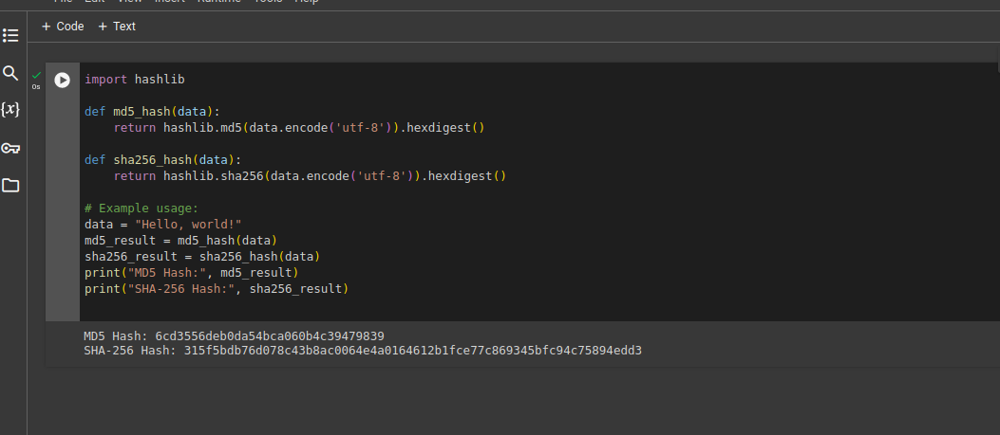 File Edit View Insert Runtime Tools Help
+ Code + Text
{x}
0s
import hashlib
def md5_hash(data):
    return hashlib.md5(data.encode('utf-8')).hexdigest()
def sha256_hash(data):
    return hashlib.sha256(data.encode('utf-8')).hexdigest()
# Example usage:
data = "Hello, world!"
md5_result = md5_hash(data)
sha256_result = sha256_hash(data)
print("MD5 Hash:", md5_result)
print("SHA-256 Hash:", sha256_result)
MD5 Hash: 6cd3556deb0da54bca060b4c39479839
SHA-256 Hash: 315f5bdb76d078c43b8ac0064e4a0164612b1fce77c869345bfc94c75894edd3